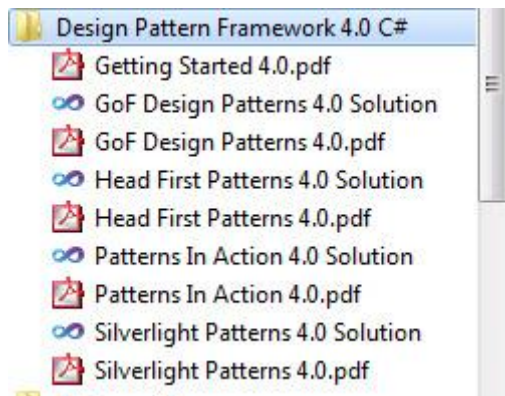 Design Pattern Framework 4.0 C#
Getting Started 4.0.pdf
GoF Design Patterns 4.0 Solution
GoF Design Patterns 4.0.pdf
Head First Patterns 4.0 Solution
Head First Patterns 4.0.pdf
Patterns In Action 4.0 Solution
Patterns In Action 4.0.pdf
Silverlight Patterns 4.0 Solution
Silverlight Patterns 4.0.pdf